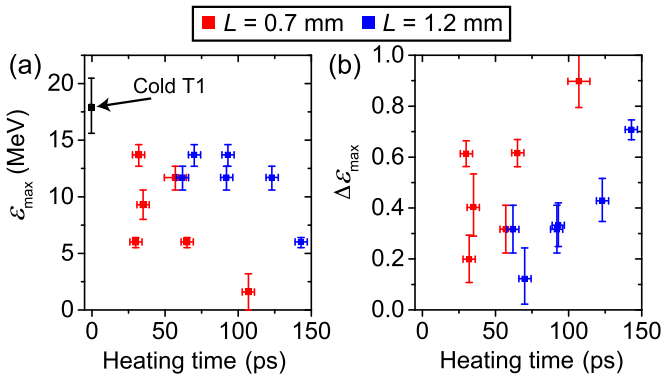 L = 0.7 mm L = 1.2 mm
(a) (b)
Cold T1
εmax (MeV)
20
15
10
5
0
0 50 100 150
Heating time (ps)
Δεmax
1.0
0.8
0.6
0.4
0.2
0.0
0 50 100 150
Heating time (ps)